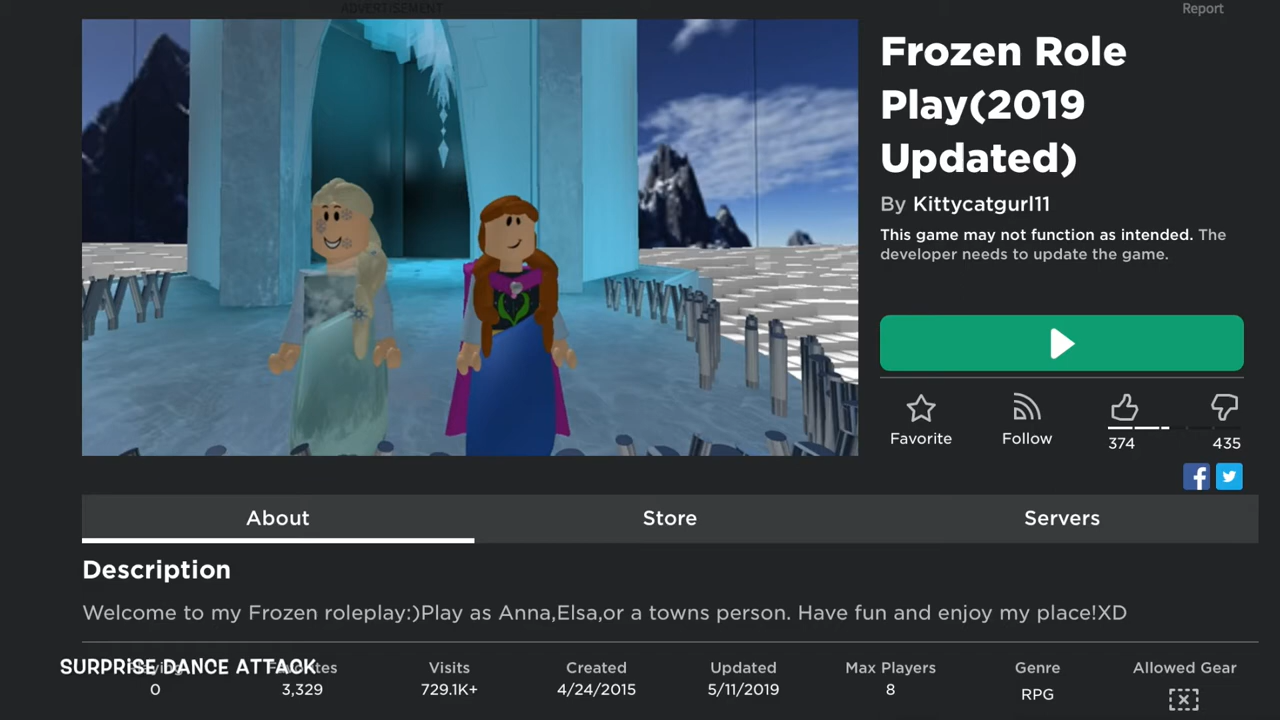 ADVERTISEMENT
Report
Frozen Role
Play(2019
Updated)
By Kittycatgurl11
This game may not function as intended. The
developer needs to update the game.
Favorite
Follow
374
435
About
Store
Servers
Description
Welcome to my Frozen roleplay:)Play as Anna,Elsa,or a towns person. Have fun and enjoy my place!XD
SURPRISE DANCE ATTACK
Playing
Favorites
Visits
Created
Updated
Max Players
Genre
Allowed Gear
0
3,329
729.1K+
4/24/2015
5/11/2019
8
RPG